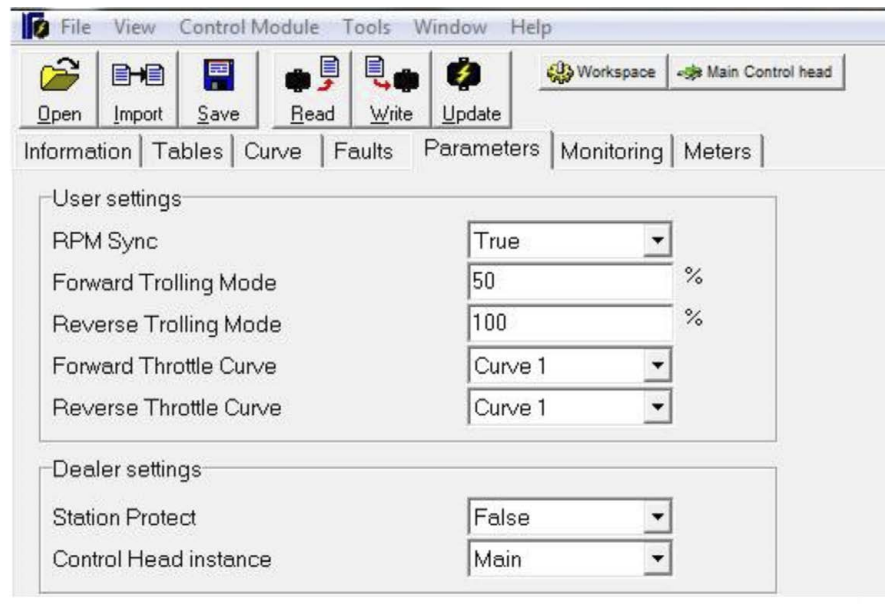 File View Control Module Tools Window Help
Workspace Main Control head
Open Import Save Read Write Update
Information Tables Curve Faults Parameters Monitoring Meters
User settings
RPM Sync True
Forward Trolling Mode 50 %
Reverse Trolling Mode 100 %
Forward Throttle Curve Curve 1
Reverse Throttle Curve Curve 1
Dealer settings
Station Protect False
Control Head instance Main